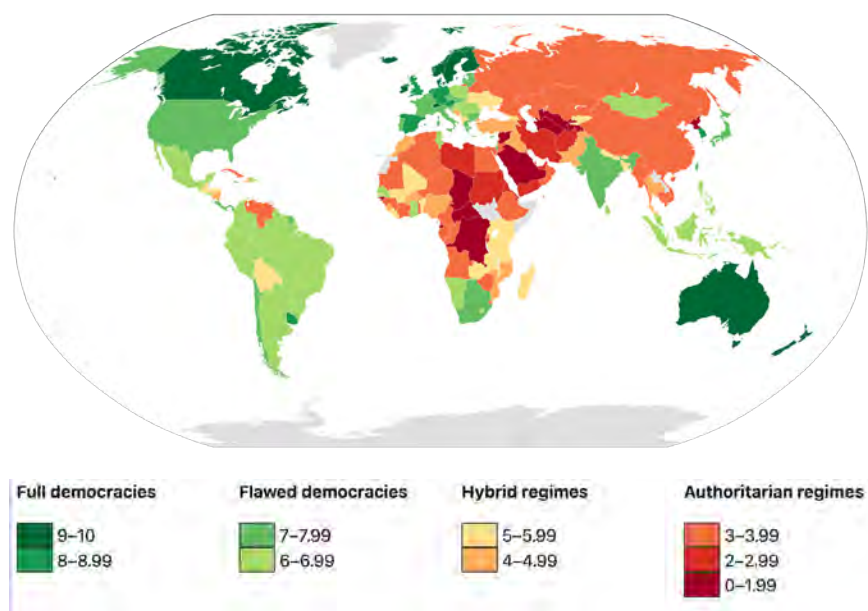 Full democracies
9–10
8–8.99
Flawed democracies
7–7.99
6–6.99
Hybrid regimes
5–5.99
4–4.99
Authoritarian regimes
3–3.99
2–2.99
0–1.99